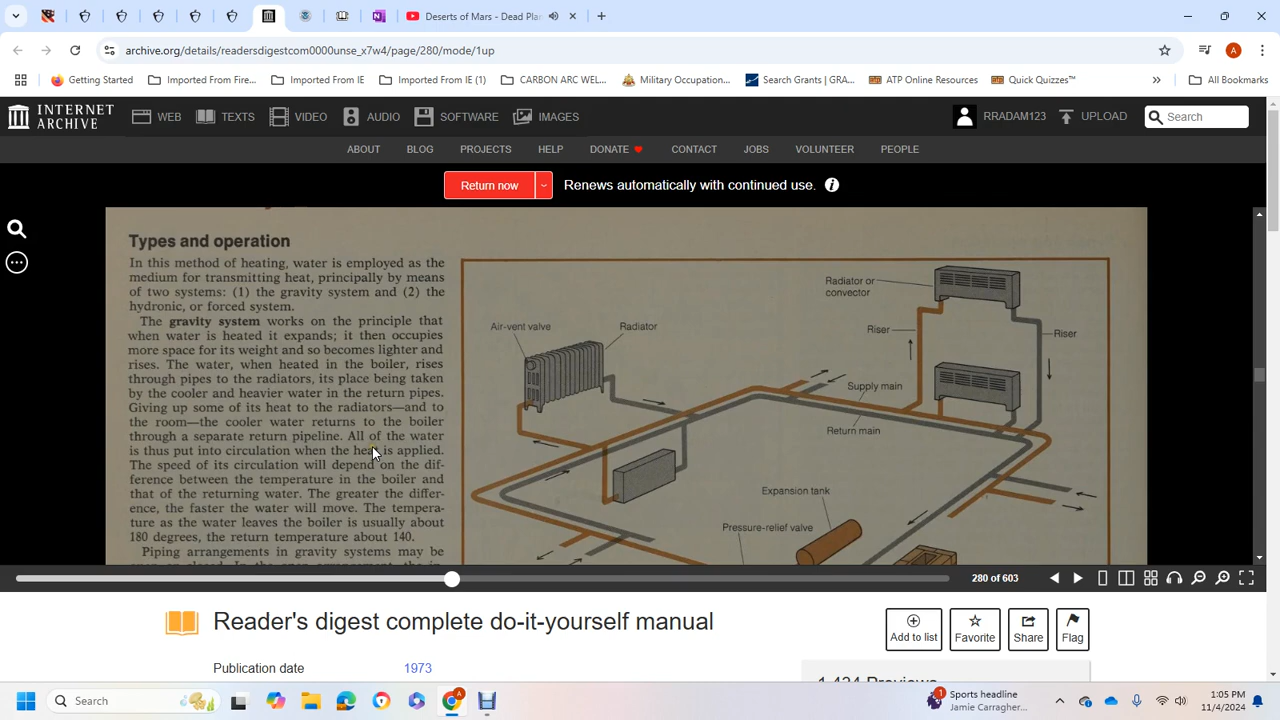 Deserts of Mars - Dead Pla
archive.org/details/readersdigestcom0000unse_x7w4/page/280/mode/1up
A
Getting Started
Imported From Fire...
Imported From IE
Imported From IE (1)
CARBON ARC WEL...
Military Occupation...
Search Grants | GRA...
ATP Online Resources
Quick Quizzes™
»
All Bookmarks
INTERNET ARCHIVE
WEB
TEXTS
VIDEO
AUDIO
SOFTWARE
IMAGES
RRADAM123
UPLOAD
Search
ABOUT
BLOG
PROJECTS
HELP
DONATE
CONTACT
JOBS
VOLUNTEER
PEOPLE
Return now
Renews automatically with continued use.
Types and operation
In this method of heating, water is employed as the
medium for transmitting heat, principally by means
of two systems: (1) the gravity system and (2) the
hydronic, or forced system.
The gravity system works on the principle that
when water is heated it expands; it then occupies
more space for its weight and so becomes lighter and
rises. The water, when heated in the boiler, rises
through pipes to the radiators, its place being taken
by the cooler and heavier water in the return pipes.
Giving up some of its heat to the radiators—and to
the room—the cooler water returns to the boiler
through a separate return pipeline. All of the water
is thus put into circulation when the heat is applied.
The speed of its circulation will depend on the dif-
ference between the temperature in the boiler and
that of the returning water. The greater the differ-
ence, the faster the water will move. The tempera-
ture as the water leaves the boiler is usually about
180 degrees, the return temperature about 140.
Piping arrangements in gravity systems may be
Air-vent valve
Radiator
Radiator or
convector
Riser
Riser
Supply main
Return main
Expansion tank
Pressure-relief valve
280 of 603
Reader's digest complete do-it-yourself manual
Add to list
Favorite
Share
Flag
Publication date
1973
1,434 Previews
Search
1
Sports headline
Jamie Carragher...
1:05 PM
11/4/2024